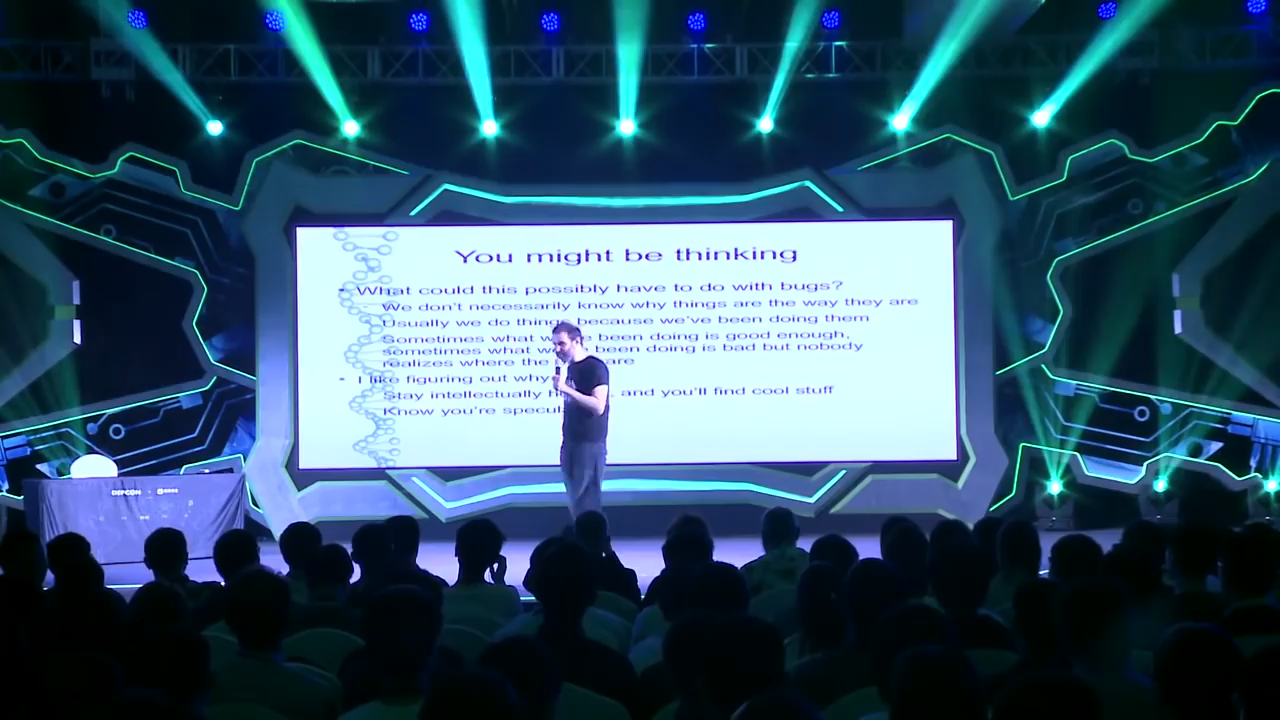 You might be thinking
What could this possibly have to do with bugs?
We don't necessarily know why things are the way they are
Usually we do things because we've been doing them
Sometimes what we been doing is good enough,
sometimes what we been doing is bad but nobody
realizes where the are
I like figuring out why
Stay intellectually and you'll find cool stuff
Know you're
DEFCON